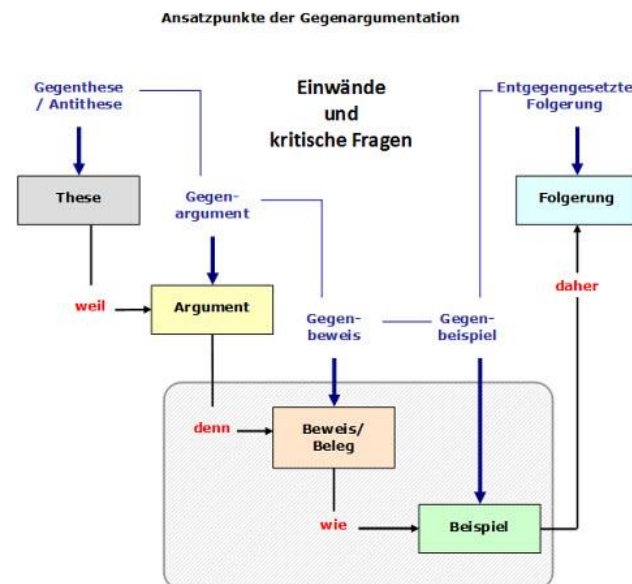 Ansatzpunkte der Gegenargumentation
Gegenthese
/ Antithese
Einwände
und
kritische Fragen
Entgegengesetzte
Folgerung
These
Gegen-
argument
Folgerung
weil
Argument
daher
Gegen-
beweis
Gegen-
beispiel
denn
Beweis/
Beleg
wie
Beispiel